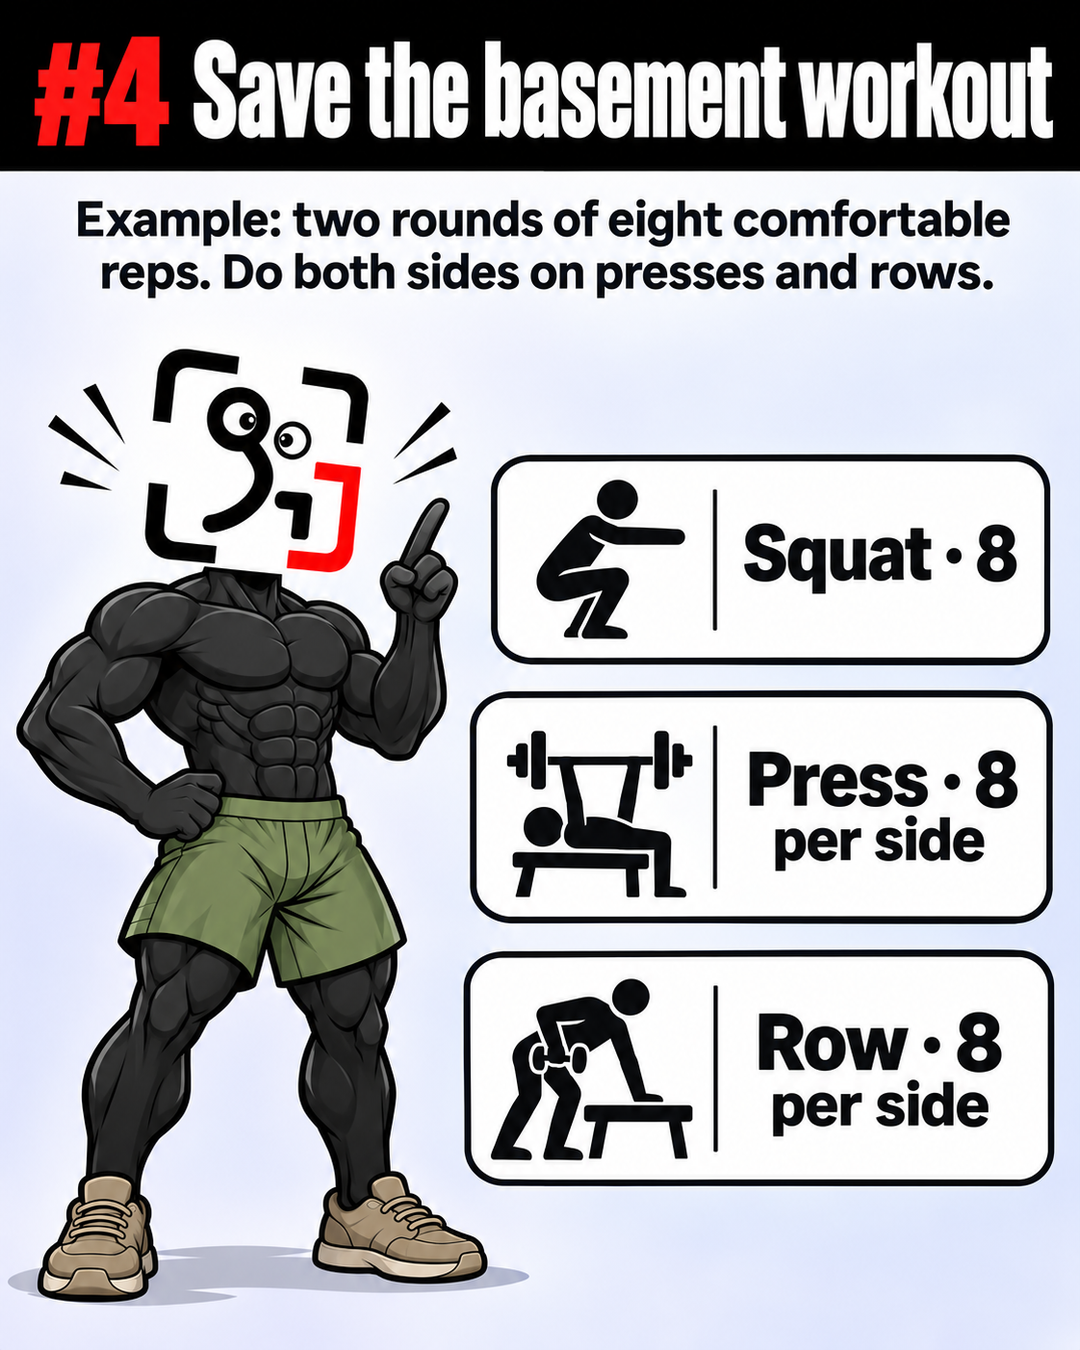 #4 Save the basement workout
Example: two rounds of eight comfortable
reps. Do both sides on presses and rows.
Squat · 8
Press · 8
per side
Row · 8
per side